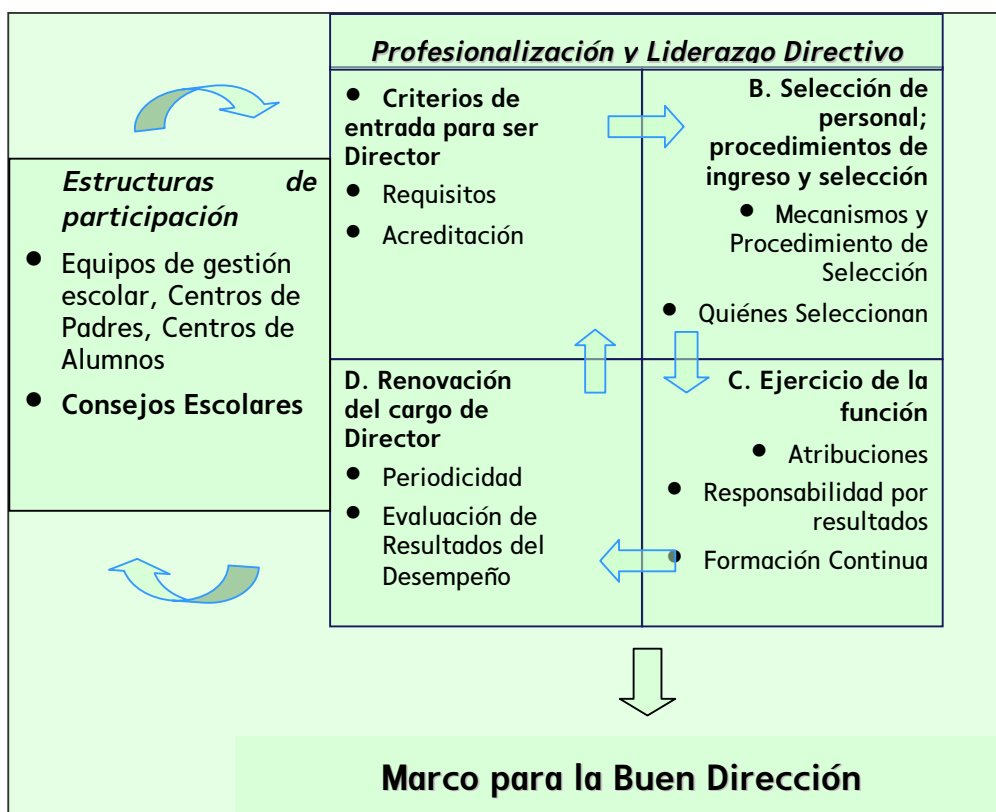 Profesionalización y Liderazgo Directivo
• Criterios de
entrada para ser
Director
• Requisitos
• Acreditación
B. Selección de
personal;
procedimientos de
ingreso y selección
• Mecanismos y
Procedimiento de
Selección
• Quiénes Seleccionan
Estructuras de
participación
• Equipos de gestión
escolar, Centros de
Padres, Centros de
Alumnos
• Consejos Escolares
D. Renovación
del cargo de
Director
• Periodicidad
• Evaluación de
Resultados del
Desempeño
C. Ejercicio de la
función
• Atribuciones
• Responsabilidad por
resultados
• Formación Continua
Marco para la Buen Dirección